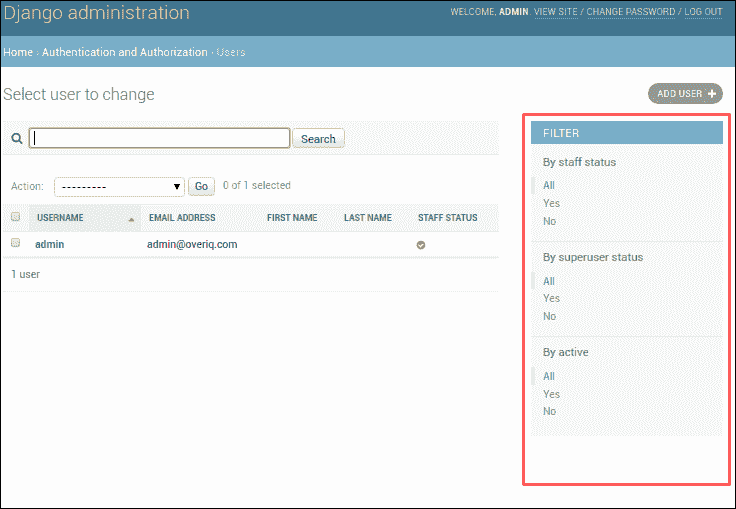 Django administration
WELCOME, ADMIN. VIEW SITE / CHANGE PASSWORD / LOG OUT
Home › Authentication and Authorization › Users
Select user to change
ADD USER +
Search
Action: --------- Go 0 of 1 selected
USERNAME EMAIL ADDRESS FIRST NAME LAST NAME STAFF STATUS
admin admin@overiq.com
1 user
FILTER
By staff status
All
Yes
No
By superuser status
All
Yes
No
By active
All
Yes
No